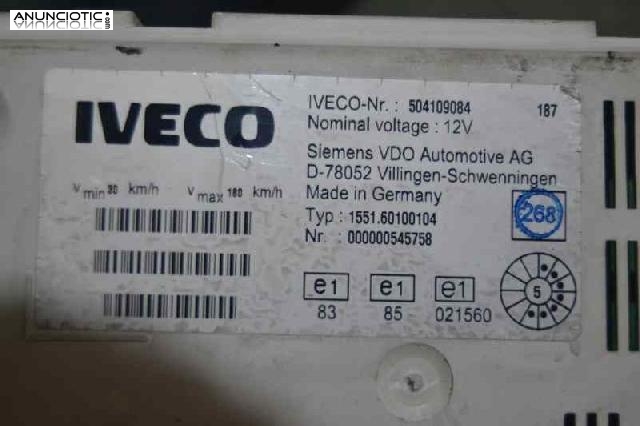 ANUNCIOTIC.com
IVECO
IVECO-Nr. : 504109084 187
Nominal voltage : 12V
Siemens VDO Automotive AG
D-78052 Villingen-Schwenningen
Made in Germany
V min 30 km/h V max 180 km/h
Typ : 1551.60100104
268
Nr. : 000000545758
e1 e1 e1
5
83 85 021560